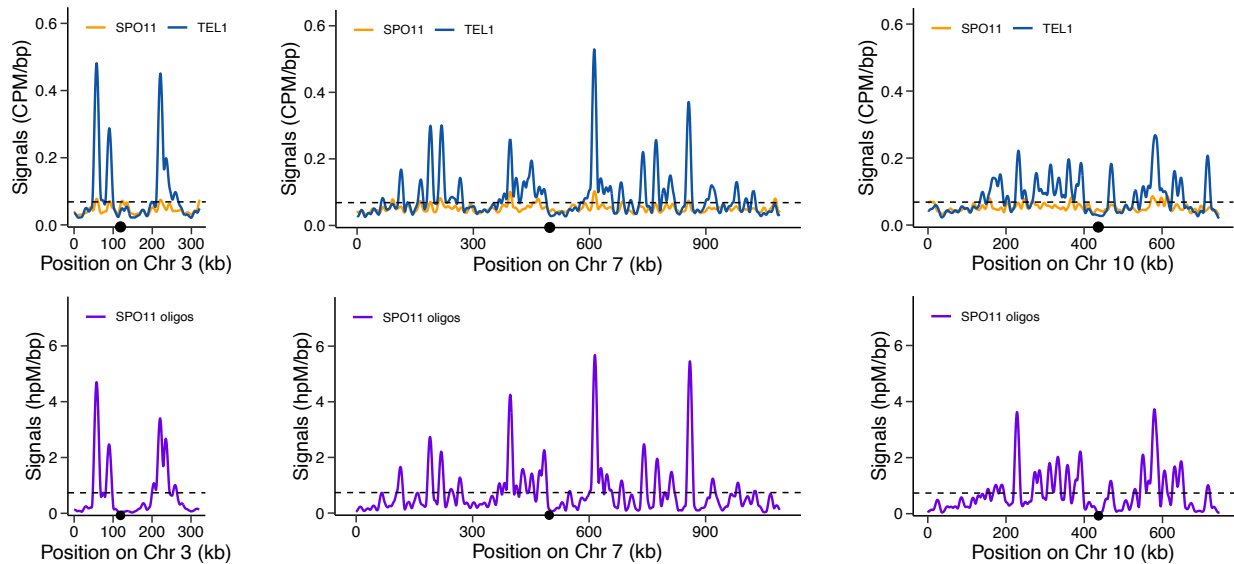 Signals (CPM/bp)
0.6
0.4
0.2
0.0
SPO11 TEL1
0 100 200 300
Position on Chr 3 (kb)
Signals (CPM/bp)
0.6
0.4
0.2
0.0
SPO11 TEL1
0 300 600 900
Position on Chr 7 (kb)
Signals (CPM/bp)
0.6
0.4
0.2
0.0
SPO11 TEL1
0 200 400 600
Position on Chr 10 (kb)
Signals (hpM/bp)
6
4
2
0
SPO11 oligos
0 100 200 300
Position on Chr 3 (kb)
Signals (hpM/bp)
6
4
2
0
SPO11 oligos
0 300 600 900
Position on Chr 7 (kb)
Signals (hpM/bp)
6
4
2
0
SPO11 oligos
0 200 400 600
Position on Chr 10 (kb)